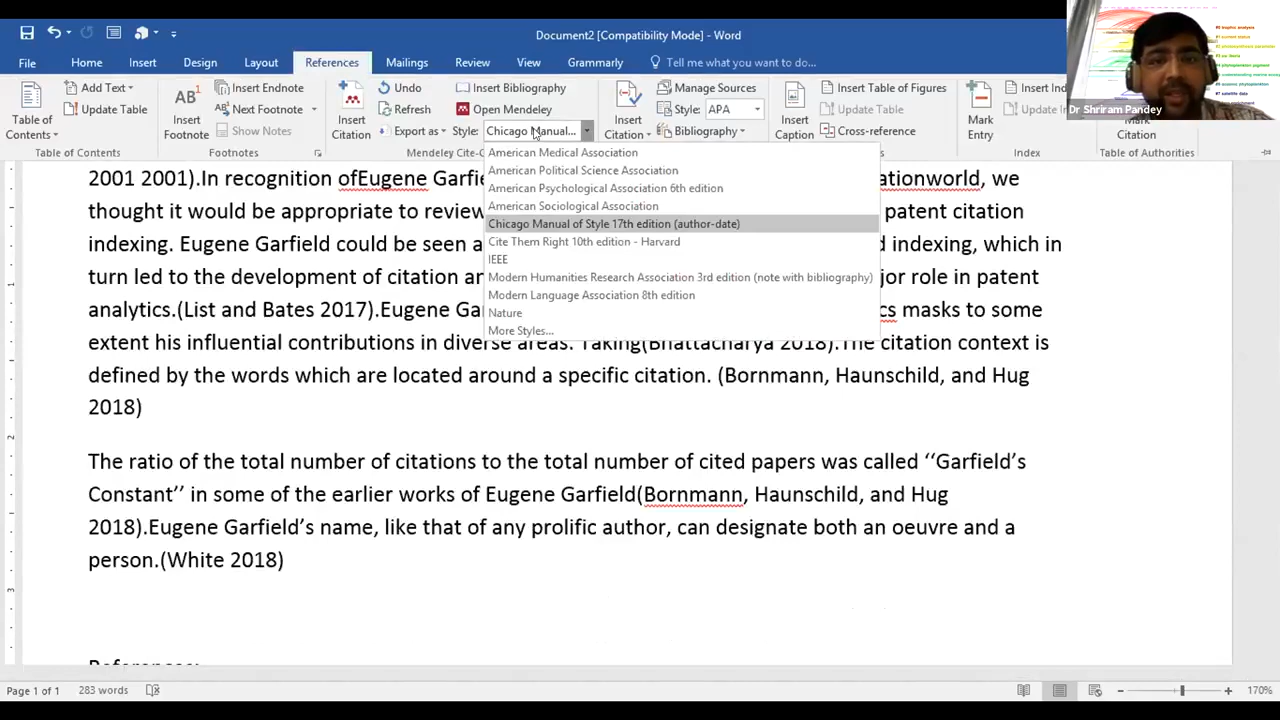 ment2 [Compatibility Mode] - Word
File Home Insert Design Layout References Ma Review Grammarly Tell me what you want to do...
Add Text
Update Table
Table of
Contents
Table of Contents
AB
Insert
Footnote
Insert Endnote
Next Footnote
Show Notes
Footnotes
Insert
Citation
Refre
Export as
Open
Style: Chicago Manual...
Insert Bibliography
Mendeley Cite-O
Insert
Citation
e Sources
APA
Bibliography
Insert
Caption
Insert Table of Figures
Update
Cross-reference
Mark
Entry
Insert Ind
Update In
Index
Citation
Table of Authorities
Dr Shriram Pandey
American Medical Association
American Political Science Association
American Psychological Association 6th edition
American Sociological Association
Chicago Manual of Style 17th edition (author-date)
Cite Them Right 10th edition - Harvard
IEEE
Modern Humanities Research Association 3rd edition (note with bibliography)
Modern Language Association 8th edition
Nature
More Styles...
2001 2001).In recognition ofEugene Garfie ationworld, we
thought it would be appropriate to review patent citation
indexing. Eugene Garfield could be seen a d indexing, which in
turn led to the development of citation an jor role in patent
analytics.(List and Bates 2017).Eugene Ga cs masks to some
extent his influential contributions in diverse areas. Taking(Bhattacharya 2018).The citation context is
defined by the words which are located around a specific citation. (Bornmann, Haunschild, and Hug
2018)
The ratio of the total number of citations to the total number of cited papers was called ‘‘Garfield’s
Constant’’ in some of the earlier works of Eugene Garfield(Bornmann, Haunschild, and Hug
2018).Eugene Garfield’s name, like that of any prolific author, can designate both an oeuvre and a
person.(White 2018)
References:
Page 1 of 1 283 words 170%